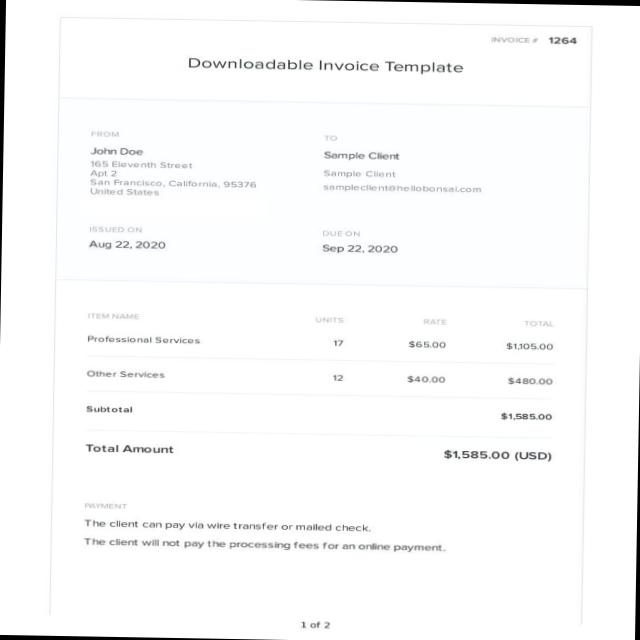 INVOICE # 1264
Downloadable Invoice Template
FROM
John Doe
165 Eleventh Street
Apt 2
San Francisco, California, 95376
United States
TO
Sample Client
Sample Client
sampleclient@hellobonsai.com
ISSUED ON
Aug 22, 2020
DUE ON
Sep 22, 2020
ITEM NAME UNITS RATE TOTAL
Professional Services 17 $65.00 $1,105.00
Other Services 12 $40.00 $480.00
Subtotal $1,585.00
Total Amount $1,585.00 (USD)
PAYMENT
The client can pay via wire transfer or mailed check.
The client will not pay the processing fees for an online payment.
1 of 2